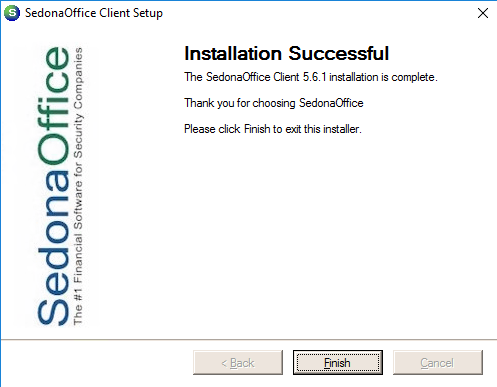 SedonaOffice Client Setup
SedonaOffice
The #1 Financial Software for Security Companies
Installation Successful
The SedonaOffice Client 5.6.1 installation is complete.
Thank you for choosing SedonaOffice
Please click Finish to exit this installer.
< Back
Finish
Cancel